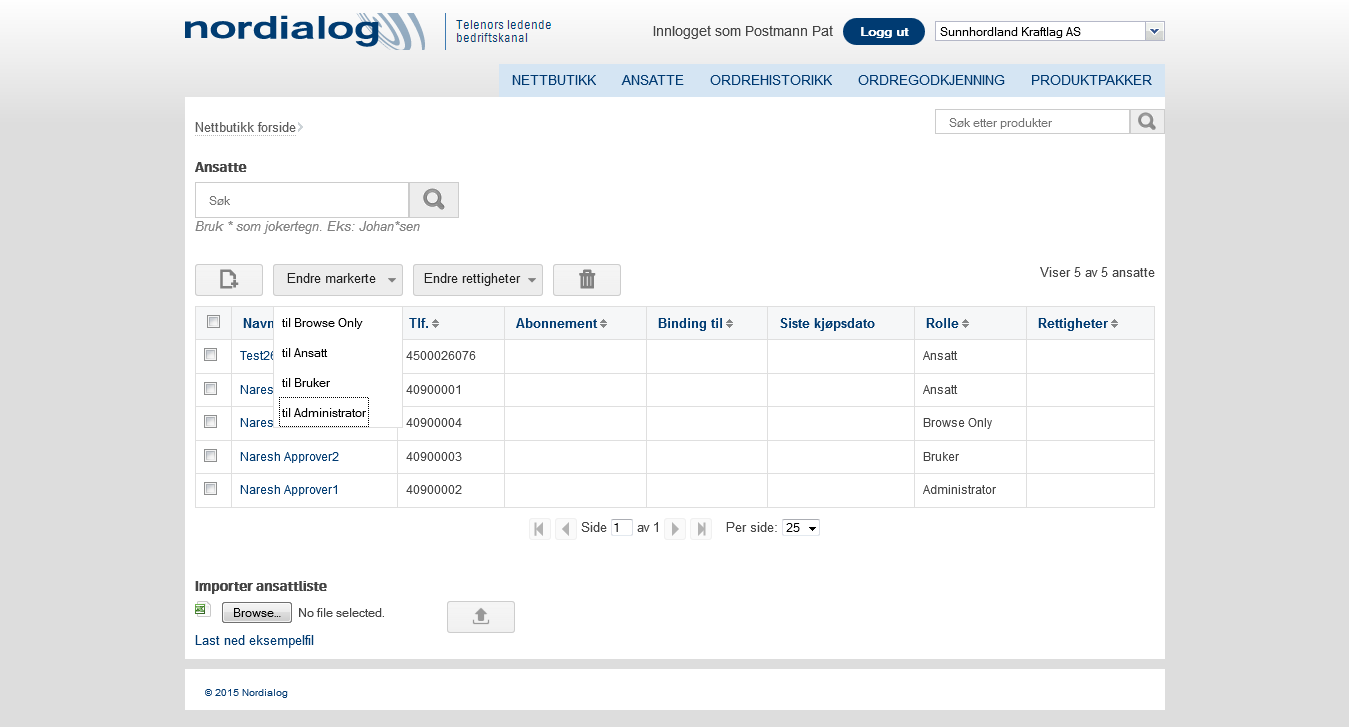 nordialog
Telenors ledende
bedriftskanal
Innlogget som Postmann Pat
Logg ut
Sunnhordland Kraftlag AS
NETTBUTIKK ANSATTE ORDREHISTORIKK ORDREGODKJENNING PRODUKTPAKKER
Nettbutikk forside
Søk etter produkter
Ansatte
Søk
Bruk * som jokertegn. Eks: Johan*sen
Endre markerte Endre rettigheter
Viser 5 av 5 ansatte
Navn Tlf. Abonnement Binding til Siste kjøpsdato Rolle Rettigheter
til Browse Only
til Ansatt
til Bruker
til Administrator
Test26 4500026076 Ansatt
Nares 40900001 Ansatt
Nares 40900004 Browse Only
Naresh Approver2 40900003 Bruker
Naresh Approver1 40900002 Administrator
Side 1 av 1 Per side: 25
Importer ansattliste
Browse... No file selected.
Last ned eksempelfil
© 2015 Nordialog